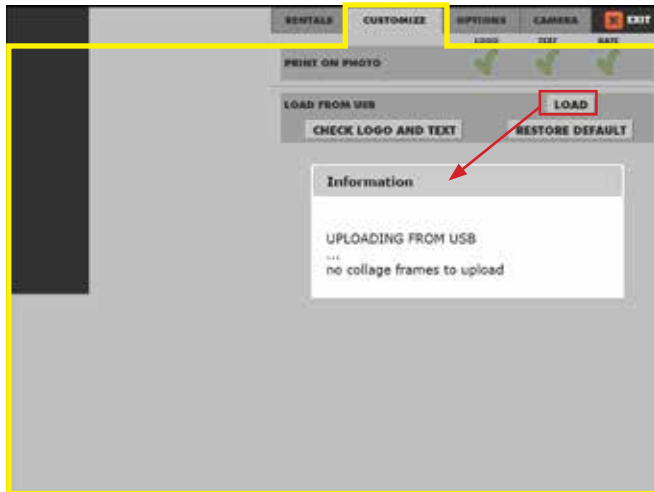 RENTALS CUSTOMIZE OPTIONS CAMERA X EXIT
LOGO TEXT DATE
PRINT ON PHOTO
LOAD FROM USB LOAD
CHECK LOGO AND TEXT RESTORE DEFAULT
Information
UPLOADING FROM USB
...
no collage frames to upload